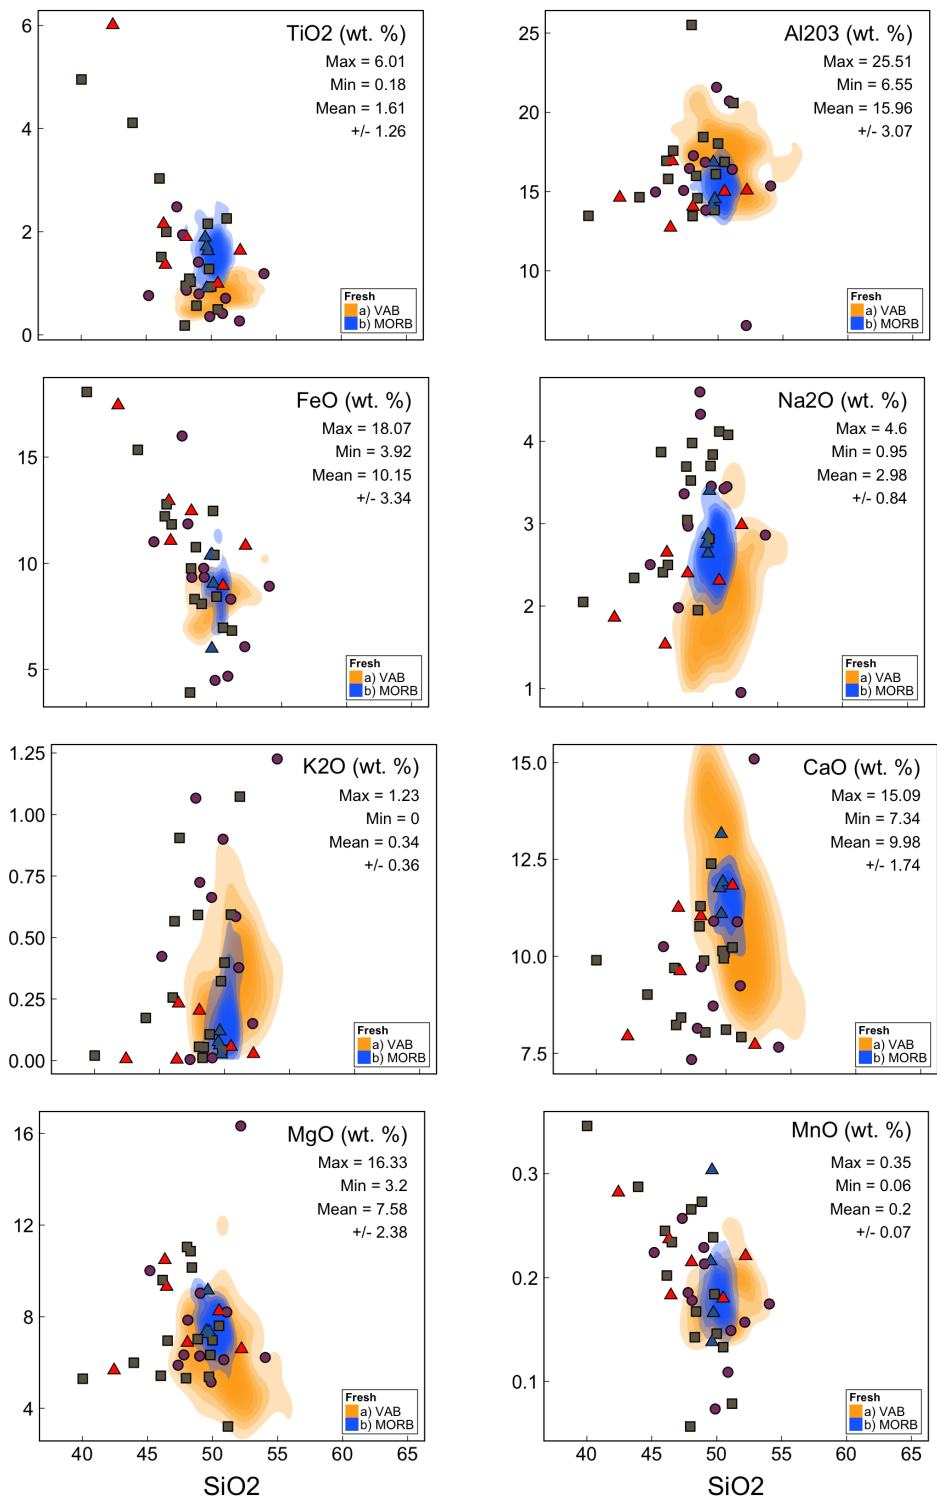 TiO2 (wt. %)
Max = 6.01
Min = 0.18
Mean = 1.61
+/- 1.26
6
4
2
0
Fresh
a) VAB
b) MORB
Al203 (wt. %)
Max = 25.51
Min = 6.55
Mean = 15.96
+/- 3.07
25
20
15
10
Fresh
a) VAB
b) MORB
FeO (wt. %)
Max = 18.07
Min = 3.92
Mean = 10.15
+/- 3.34
15
10
5
Fresh
a) VAB
b) MORB
Na2O (wt. %)
Max = 4.6
Min = 0.95
Mean = 2.98
+/- 0.84
4
3
2
1
Fresh
a) VAB
b) MORB
K2O (wt. %)
Max = 1.23
Min = 0
Mean = 0.34
+/- 0.36
1.25
1.00
0.75
0.50
0.25
0.00
Fresh
a) VAB
b) MORB
CaO (wt. %)
Max = 15.09
Min = 7.34
Mean = 9.98
+/- 1.74
15.0
12.5
10.0
7.5
Fresh
a) VAB
b) MORB
MgO (wt. %)
Max = 16.33
Min = 3.2
Mean = 7.58
+/- 2.38
16
12
8
4
Fresh
a) VAB
b) MORB
40 45 50 55 60 65
SiO2
MnO (wt. %)
Max = 0.35
Min = 0.06
Mean = 0.2
+/- 0.07
0.3
0.2
0.1
Fresh
a) VAB
b) MORB
40 45 50 55 60 65
SiO2